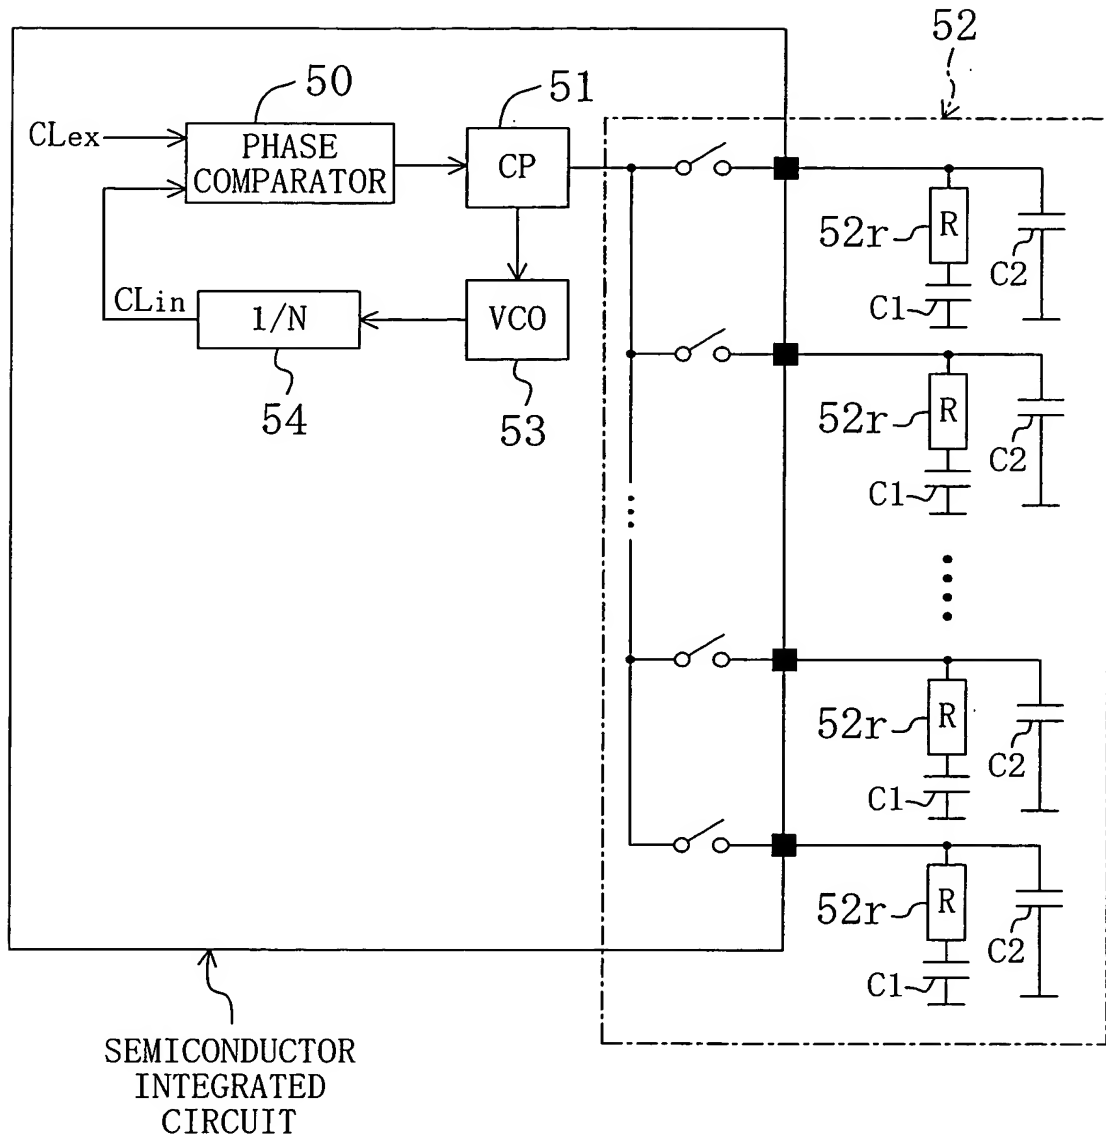 52
50
51
CLex
PHASE
COMPARATOR
CP
52r
R
C2
C1
CLin
1/N
VCO
54
53
52r
R
C2
C1
52r
R
C2
C1
52r
R
C2
C1
SEMICONDUCTOR
INTEGRATED
CIRCUIT